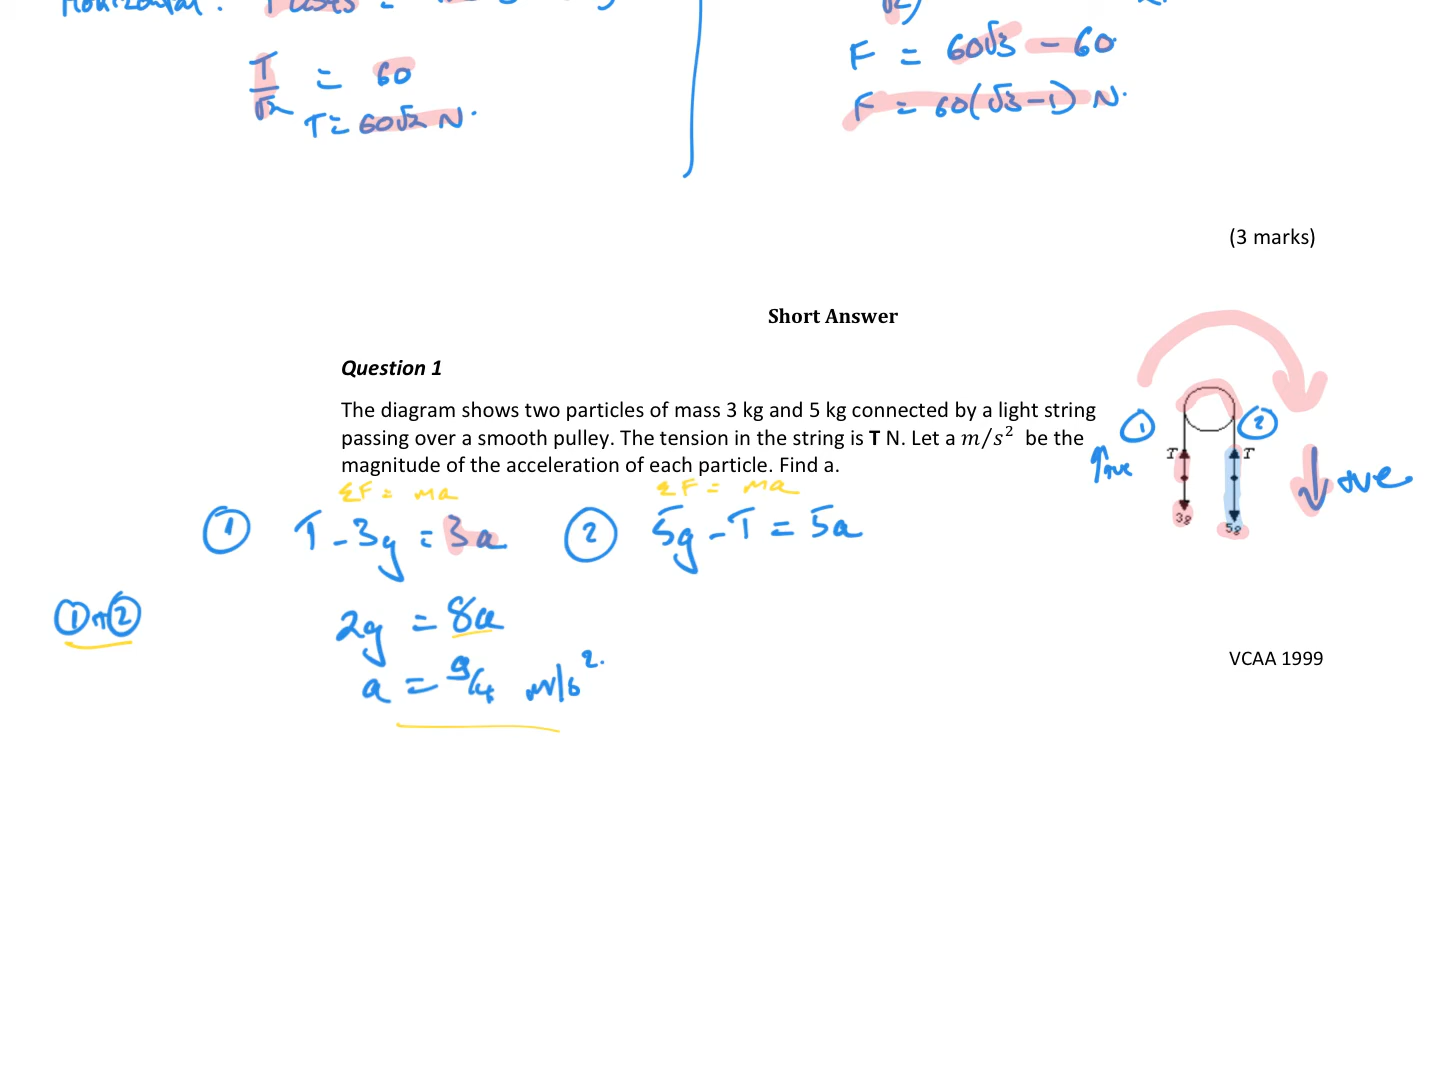 Horizontal:
T/√2 = 60
T = 60√2 N.
F = 60√3 - 60
F = 60(√3-1) N.
(3 marks)
Short Answer
Question 1
The diagram shows two particles of mass 3 kg and 5 kg connected by a light string
passing over a smooth pulley. The tension in the string is T N. Let a m/s² be the
magnitude of the acceleration of each particle. Find a.
① ②
T T
↑+ve ↓+ve
3g 5g
ΣF = ma ΣF = ma
① T - 3g = 3a ② 5g - T = 5a
①+② 2g = 8a
a = g/4 m/s².
VCAA 1999